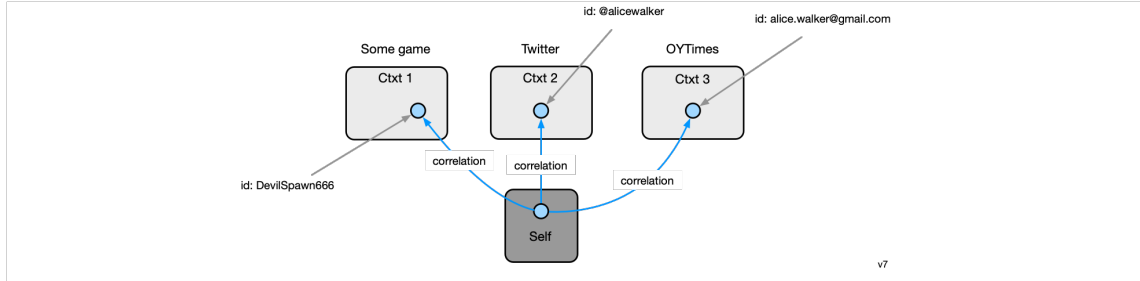 id: @alicewalker
id: alice.walker@gmail.com
Some game
Twitter
OYTimes
Ctxt 1
Ctxt 2
Ctxt 3
correlation
correlation
correlation
id: DevilSpawn666
Self
v7